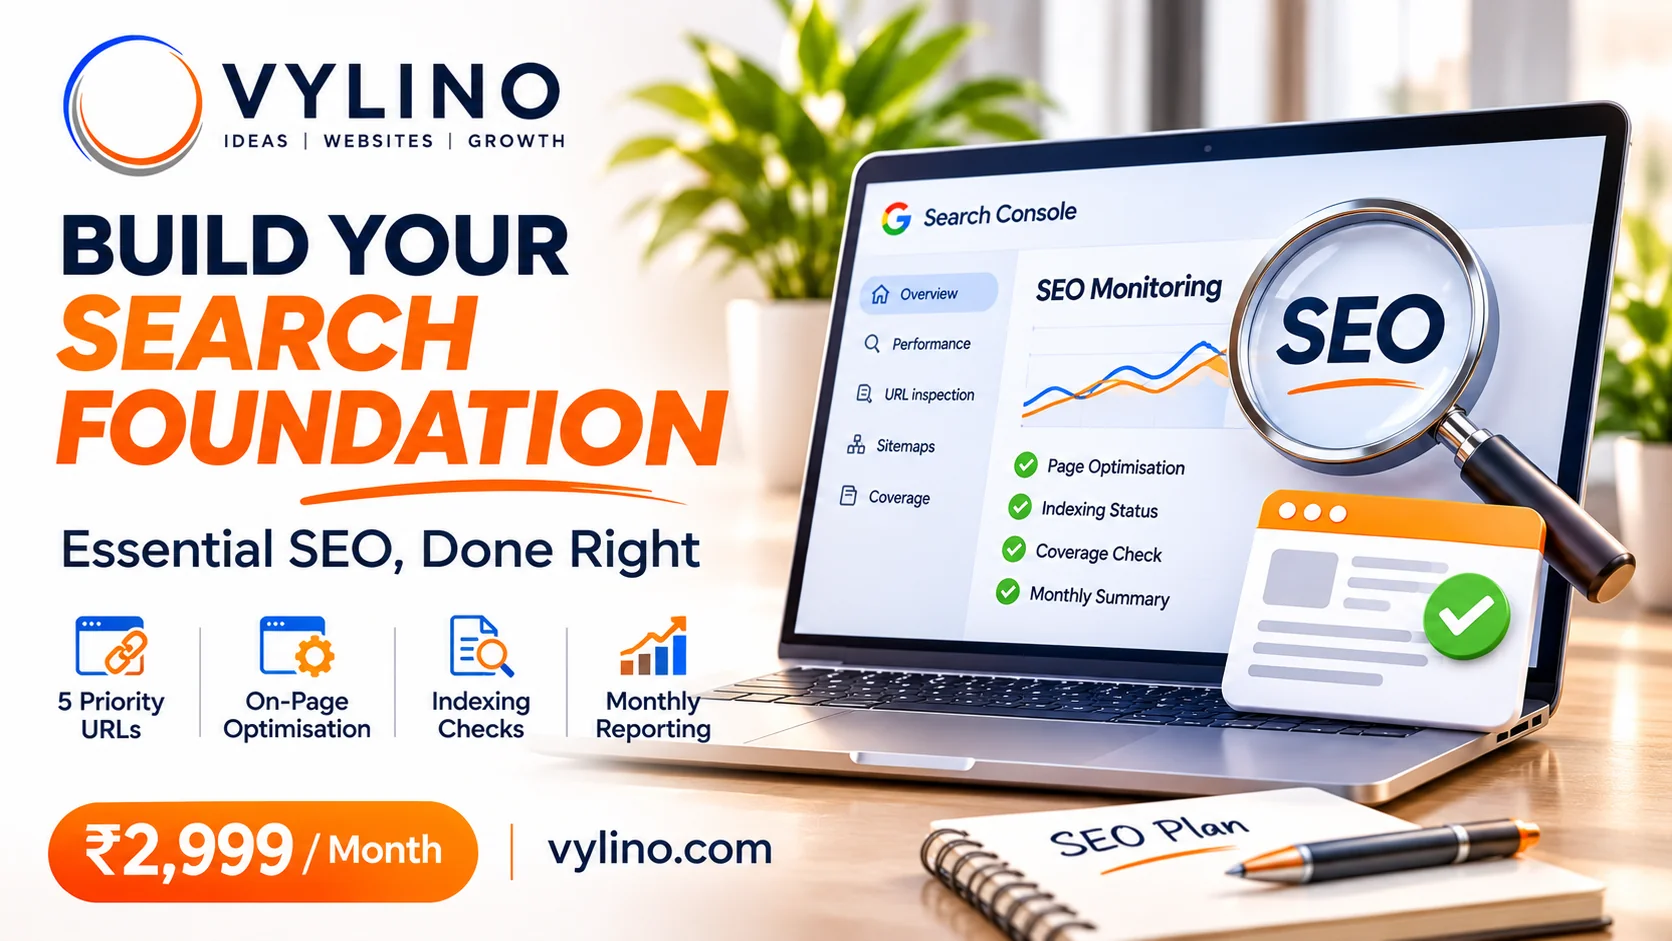 VYLINO
IDEAS | WEBSITES | GROWTH
BUILD YOUR
SEARCH
FOUNDATION
Essential SEO, Done Right
5 Priority
URLs
On-Page
Optimisation
Indexing
Checks
Monthly
Reporting
₹2,999 / Month
vylino.com
G Search Console
Overview
Performance
URL inspection
Sitemaps
Coverage
SEO Monitoring
Page Optimisation
Indexing Status
Coverage Check
Monthly Summary
SEO
SEO Plan